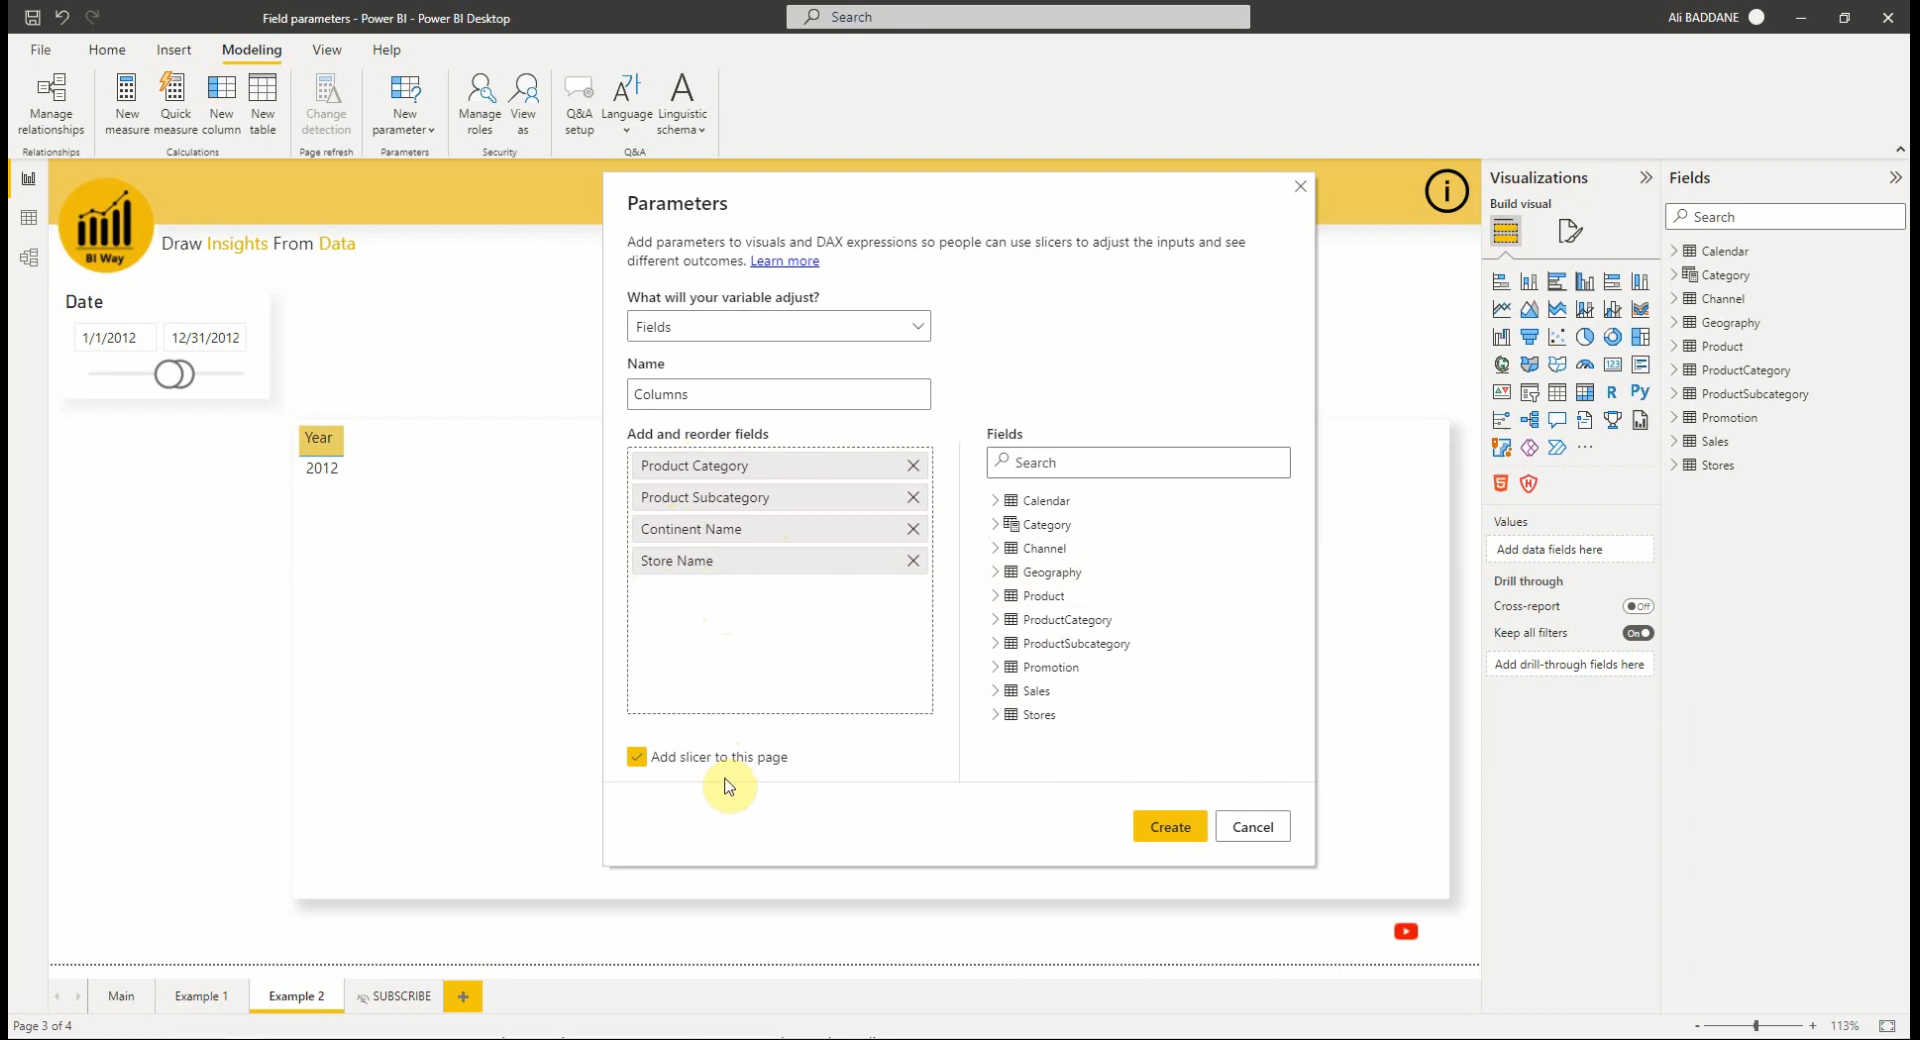 Field parameters - Power BI - Power BI Desktop
Search
Ali BADDANE
File Home Insert Modeling View Help
Manage relationships
New measure
Quick measure
New column
New table
Change detection
New parameter
Manage roles
View as
Q&A setup
Language
Linguistic schema
Relationships
Calculations
Page refresh
Parameters
Security
Q&A
BI Way
Draw Insights From Data
Date
1/1/2012 12/31/2012
Year
2012
Parameters
Add parameters to visuals and DAX expressions so people can use slicers to adjust the inputs and see
different outcomes. Learn more
What will your variable adjust?
Fields
Name
Columns
Add and reorder fields
Product Category
Product Subcategory
Continent Name
Store Name
Add slicer to this page
Fields
Search
Calendar
Category
Channel
Geography
Product
ProductCategory
ProductSubcategory
Promotion
Sales
Stores
Create
Cancel
Visualizations
Build visual
123
R
Py
Values
Add data fields here
Drill through
Cross-report Off
Keep all filters On
Add drill-through fields here
Fields
Search
Calendar
Category
Channel
Geography
Product
ProductCategory
ProductSubcategory
Promotion
Sales
Stores
Main Example 1 Example 2 SUBSCRIBE
Page 3 of 4
- + 113%